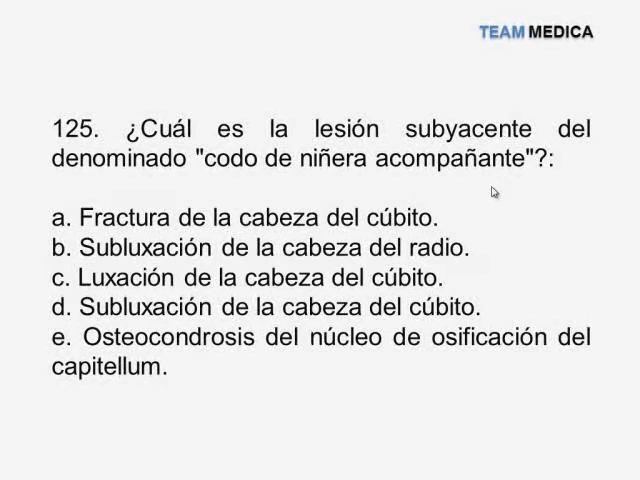 TEAM MEDICA
125. ¿Cuál es la lesión subyacente del
denominado "codo de niñera acompañante"?:
a. Fractura de la cabeza del cúbito.
b. Subluxación de la cabeza del radio.
c. Luxación de la cabeza del cúbito.
d. Subluxación de la cabeza del cúbito.
e. Osteocondrosis del núcleo de osificación del
capitellum.